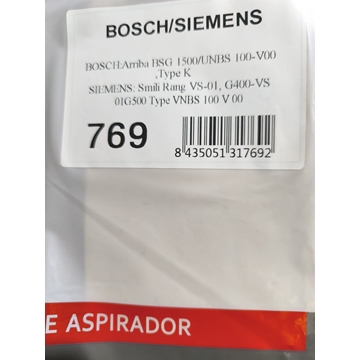 BOSCH/SIEMENS
BOSCH:Arriba BSG 1500/UNBS 100-V00
,Type K
SIEMENS: Smili Rang VS-01, G400-VS
01G500 Type VNBS 100 V 00
769
8 435051 317692
E ASPIRADOR